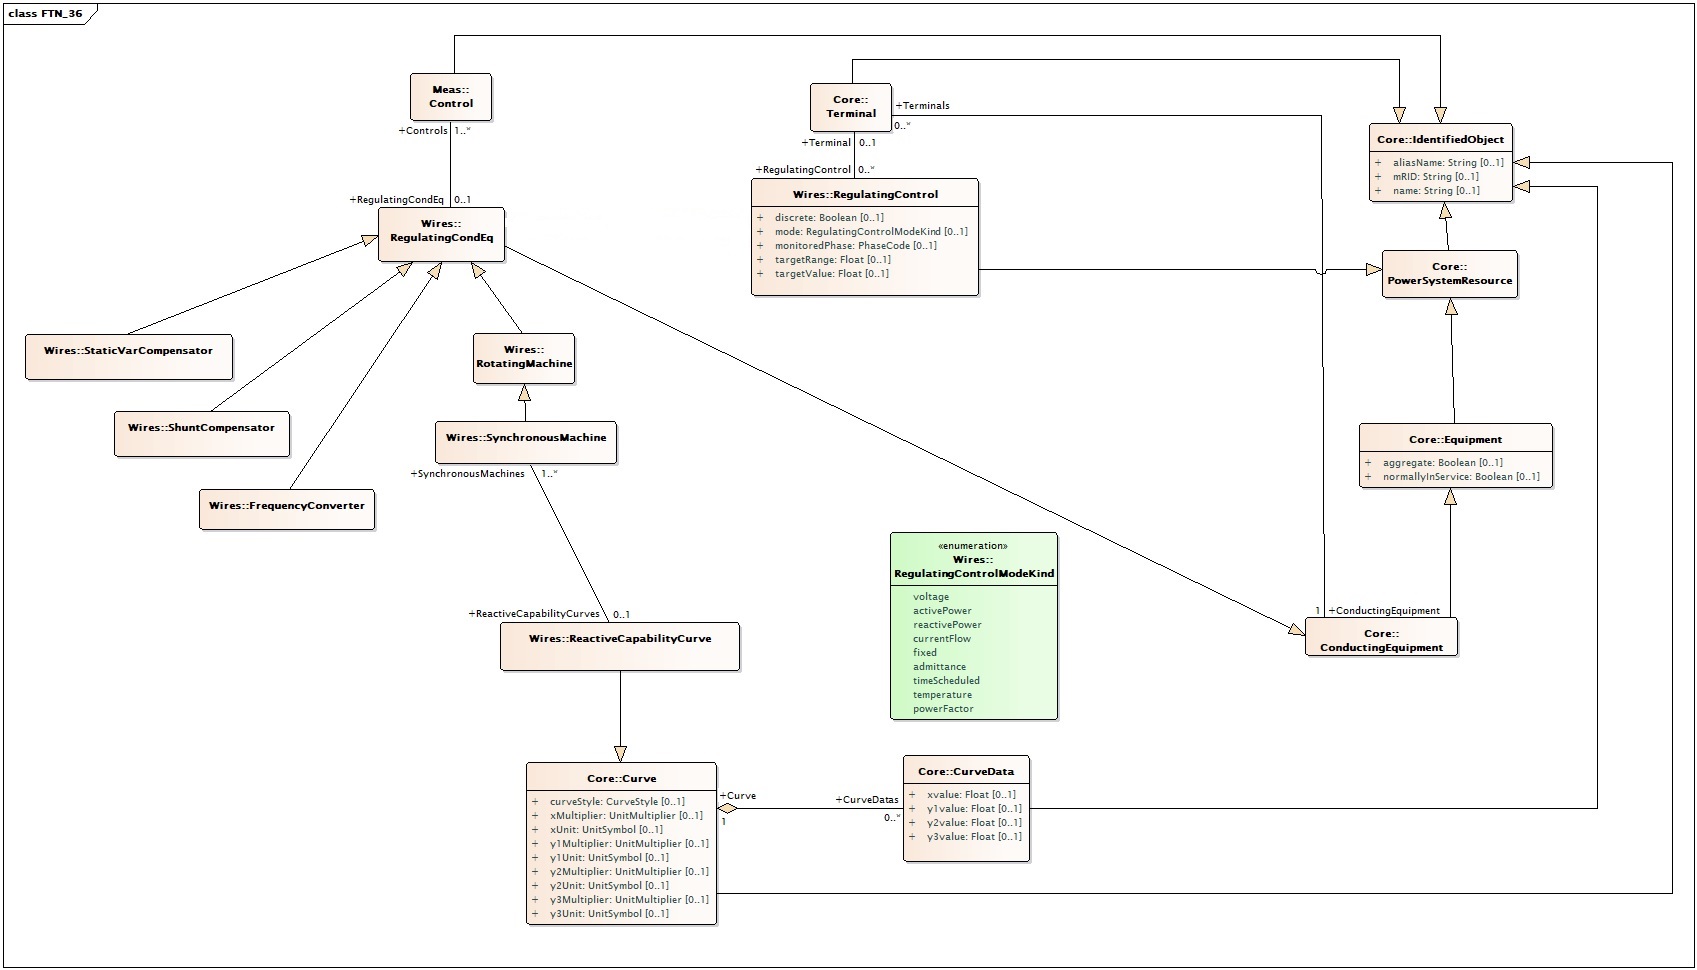 class FTN_36
Meas::
Control
+Controls 1..*
+RegulatingCondEq 0..1
Wires::
RegulatingCondEq
Core::
Terminal
+Terminals
0..*
+Terminal 0..1
+RegulatingControl 0..*
Wires::RegulatingControl
+ discrete: Boolean [0..1]
+ mode: RegulatingControlModeKind [0..1]
+ monitoredPhase: PhaseCode [0..1]
+ targetRange: Float [0..1]
+ targetValue: Float [0..1]
Core::IdentifiedObject
+ aliasName: String [0..1]
+ mRID: String [0..1]
+ name: String [0..1]
Core::
PowerSystemResource
Wires::StaticVarCompensator
Wires::
RotatingMachine
Wires::ShuntCompensator
Wires::SynchronousMachine
+SynchronousMachines 1..*
Wires::FrequencyConverter
Core::Equipment
+ aggregate: Boolean [0..1]
+ normallyInService: Boolean [0..1]
«enumeration»
Wires::
RegulatingControlModeKind
voltage
activePower
reactivePower
currentFlow
fixed
admittance
timeScheduled
temperature
powerFactor
1 +ConductingEquipment
Core::
ConductingEquipment
+ReactiveCapabilityCurves 0..1
Wires::ReactiveCapabilityCurve
Core::Curve
+ curveStyle: CurveStyle [0..1]
+ xMultiplier: UnitMultiplier [0..1]
+ xUnit: UnitSymbol [0..1]
+ y1Multiplier: UnitMultiplier [0..1]
+ y1Unit: UnitSymbol [0..1]
+ y2Multiplier: UnitMultiplier [0..1]
+ y2Unit: UnitSymbol [0..1]
+ y3Multiplier: UnitMultiplier [0..1]
+ y3Unit: UnitSymbol [0..1]
+Curve
1
+CurveDatas
0..*
Core::CurveData
+ xvalue: Float [0..1]
+ y1value: Float [0..1]
+ y2value: Float [0..1]
+ y3value: Float [0..1]